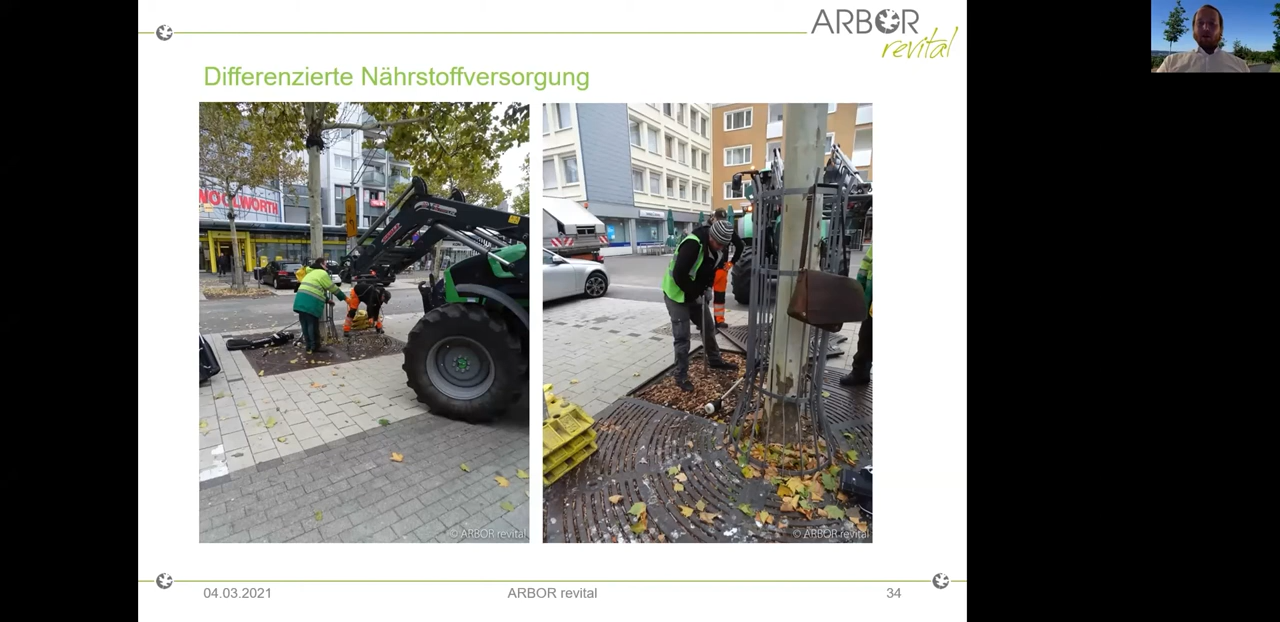 ARBOR
revital
Differenzierte Nährstoffversorgung
WOOLWORTH
© ARBOR revital
© ARBOR revital
04.03.2021
ARBOR revital
34